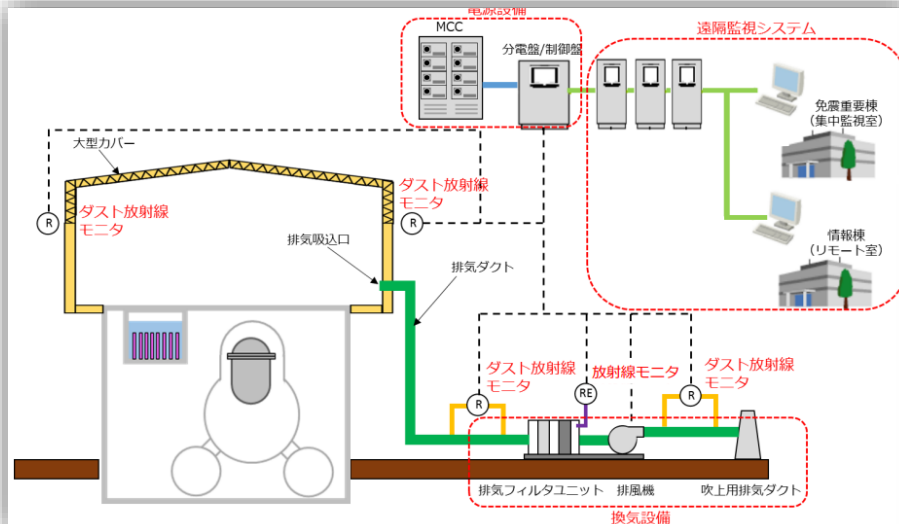 電源設備
MCC
分電盤/制御盤
遠隔監視システム
免震重要棟
(集中監視室)
情報棟
(リモート室)
大型カバー
ダスト放射線
モニタ
R
ダスト放射線
モニタ
R
排気吸込口
排気ダクト
ダスト放射線
モニタ
R
放射線モニタ
RE
ダスト放射線
モニタ
R
排気フィルタユニット
排風機
吹上用排気ダクト
換気設備